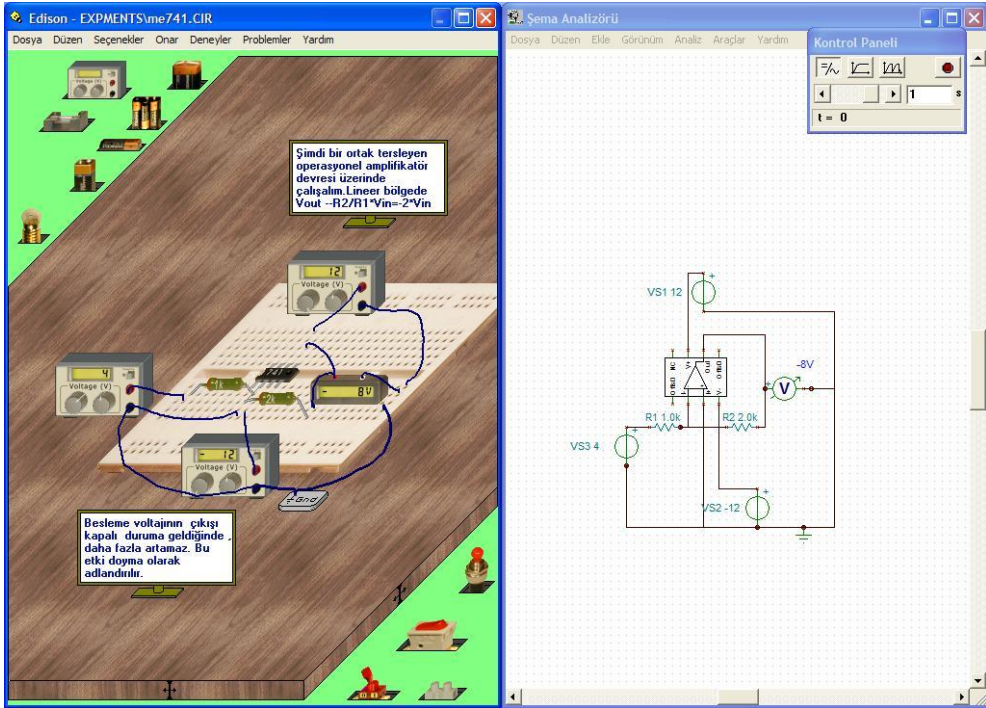 Edison - EXPMENTS\me741.CIR
Dosya Düzen Seçenekler Onar Deneyler Problemler Yardım
Şimdi bir ortak tersleyen
operasyonel amplifikatör
devresi üzerinde
çalışalım.Lineer bölgede
Vout --R2/R1*Vin=-2*Vin
12
Voltage (V)
4
Voltage (V)
1k
741
2k
- 8V
- 12
Voltage (V)
Gnd
Besleme voltajının çıkışı
kapalı duruma geldiğinde ,
daha fazla artamaz. Bu
etki doyma olarak
adlandırılır.
Şema Analizörü
Dosya Düzen Ekle Görünüm Analiz Araçlar Yardım
Kontrol Paneli
1 s
t = 0
VS1 12
-8V
V
R1 1.0k
R2 2.0k
VS3 4
VS2 -12